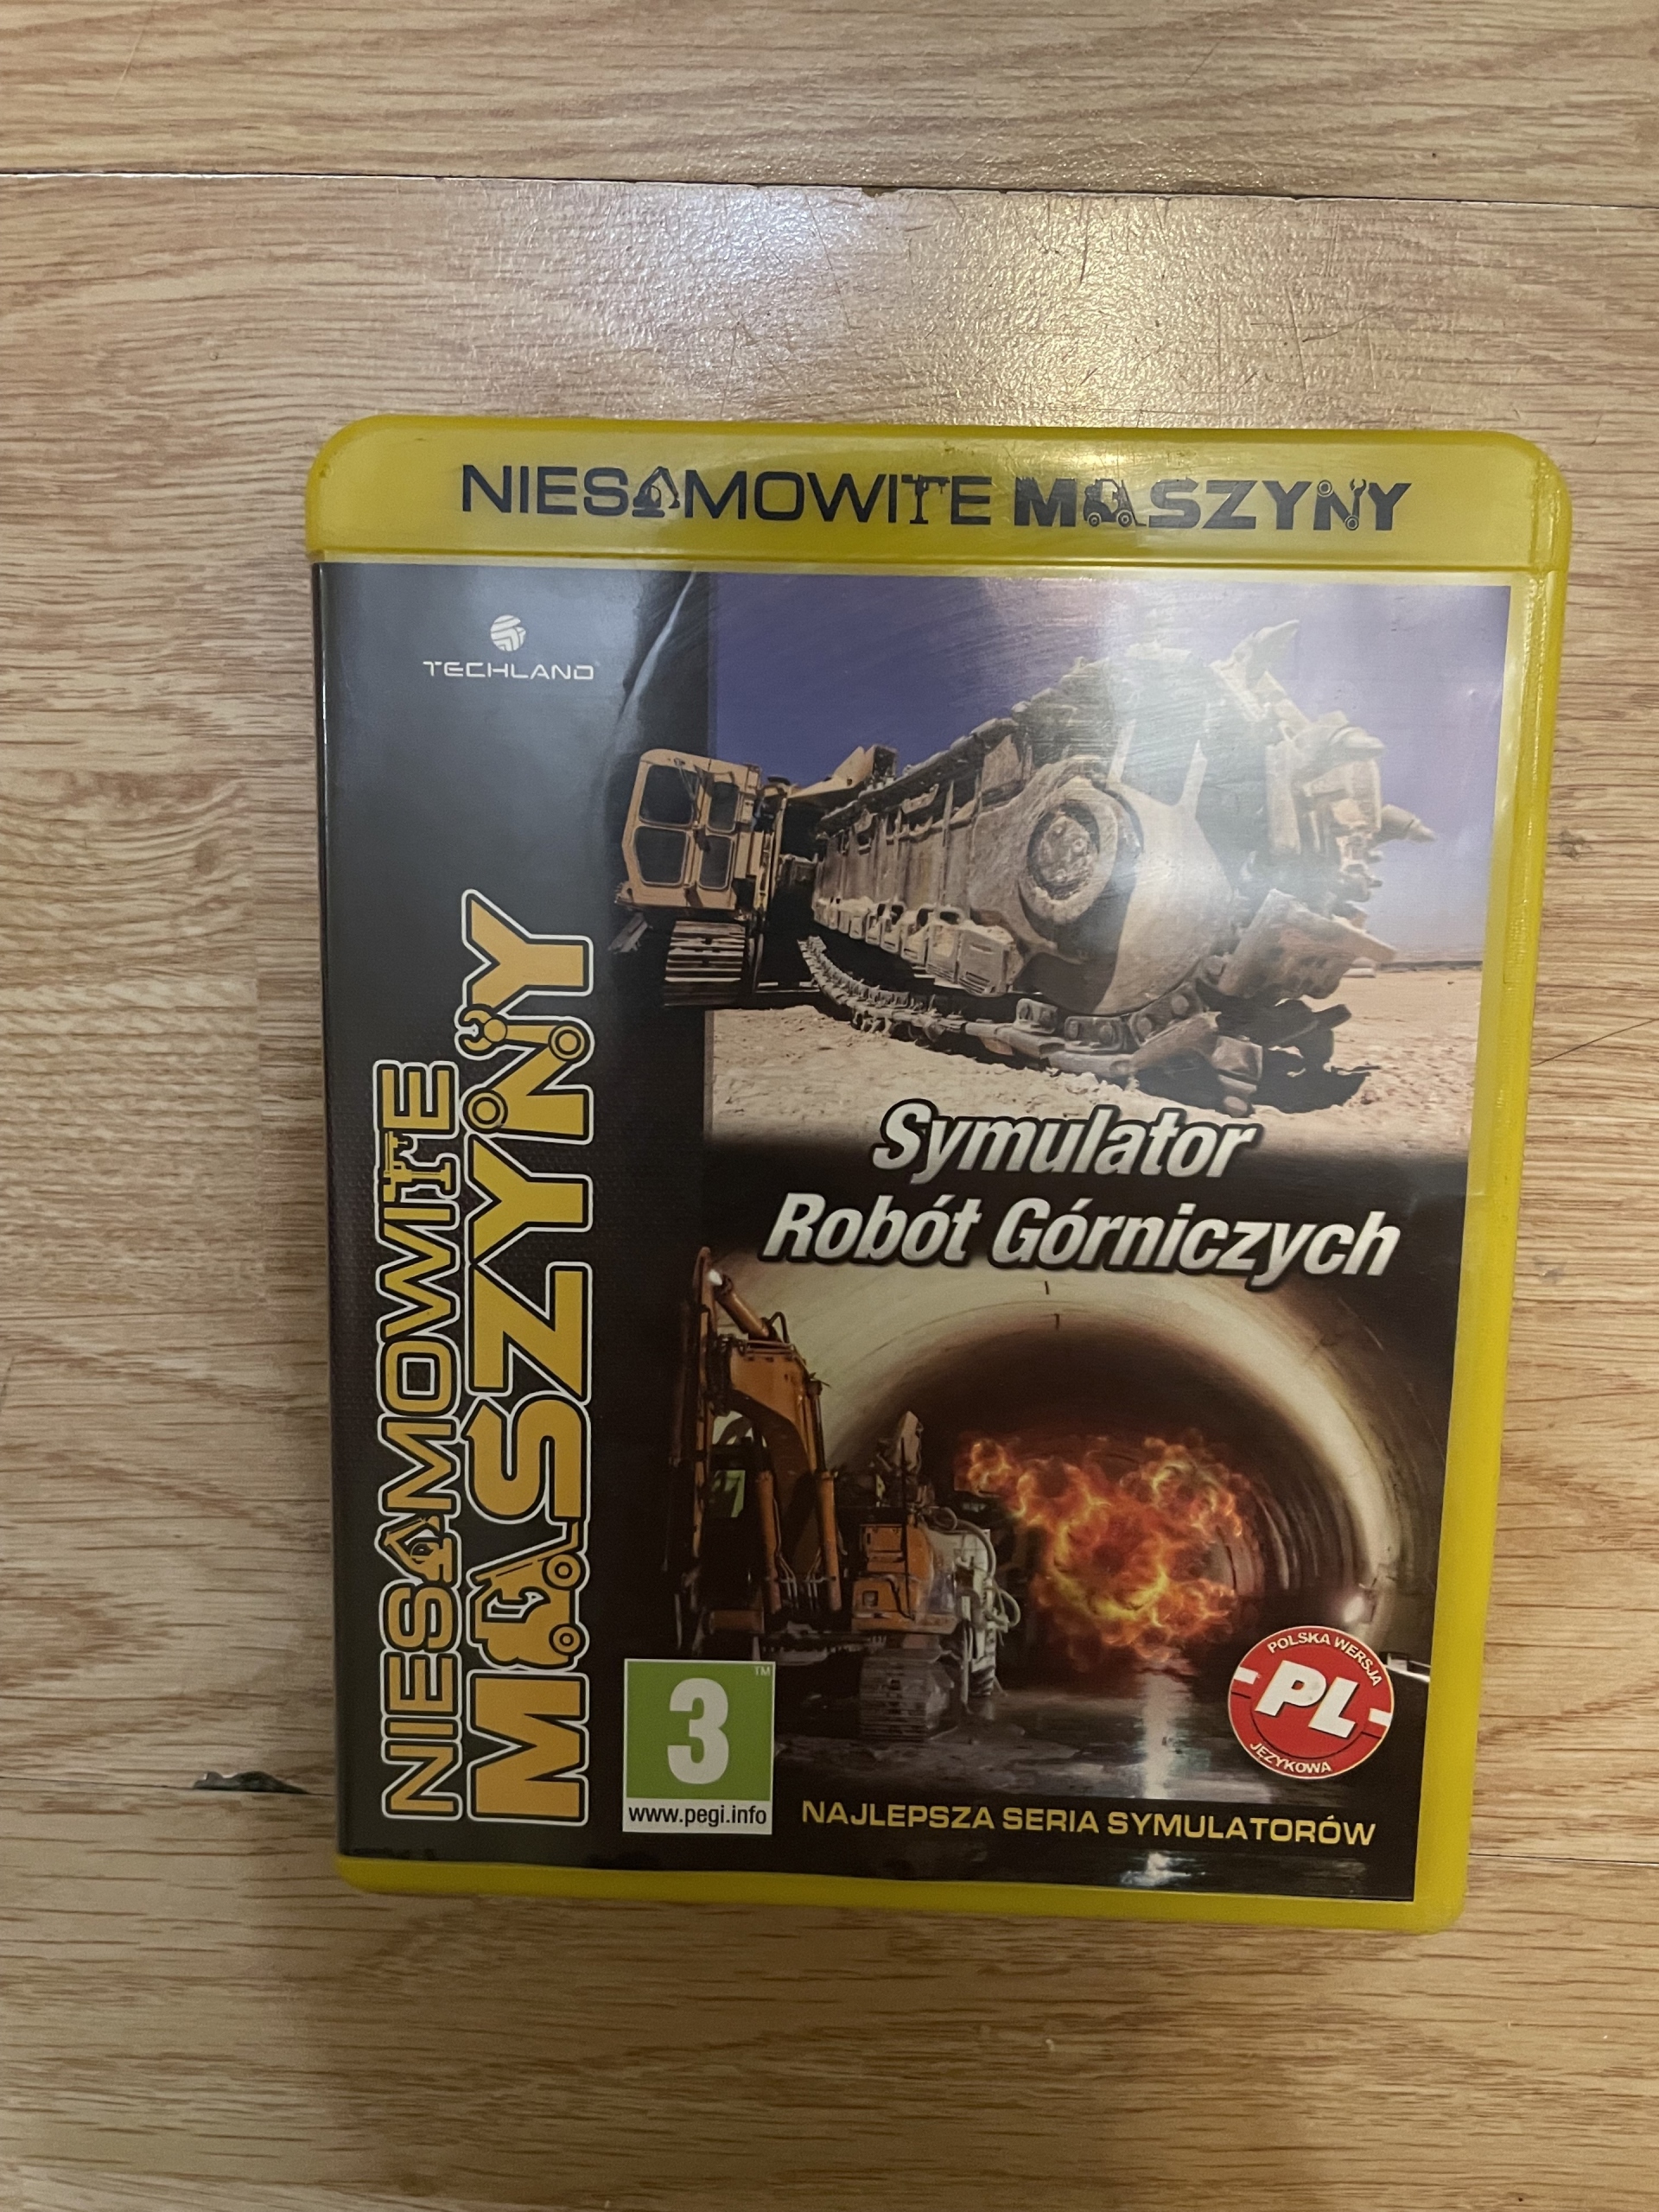 NIESAMOWITE MASZYNY
TECHLAND
NIESAMOWITE
MASZYNY
Symulator
Robót Górniczych
3
TM
www.pegi.info
POLSKA WERSJA
PL
JĘZYKOWA
NAJLEPSZA SERIA SYMULATORÓW